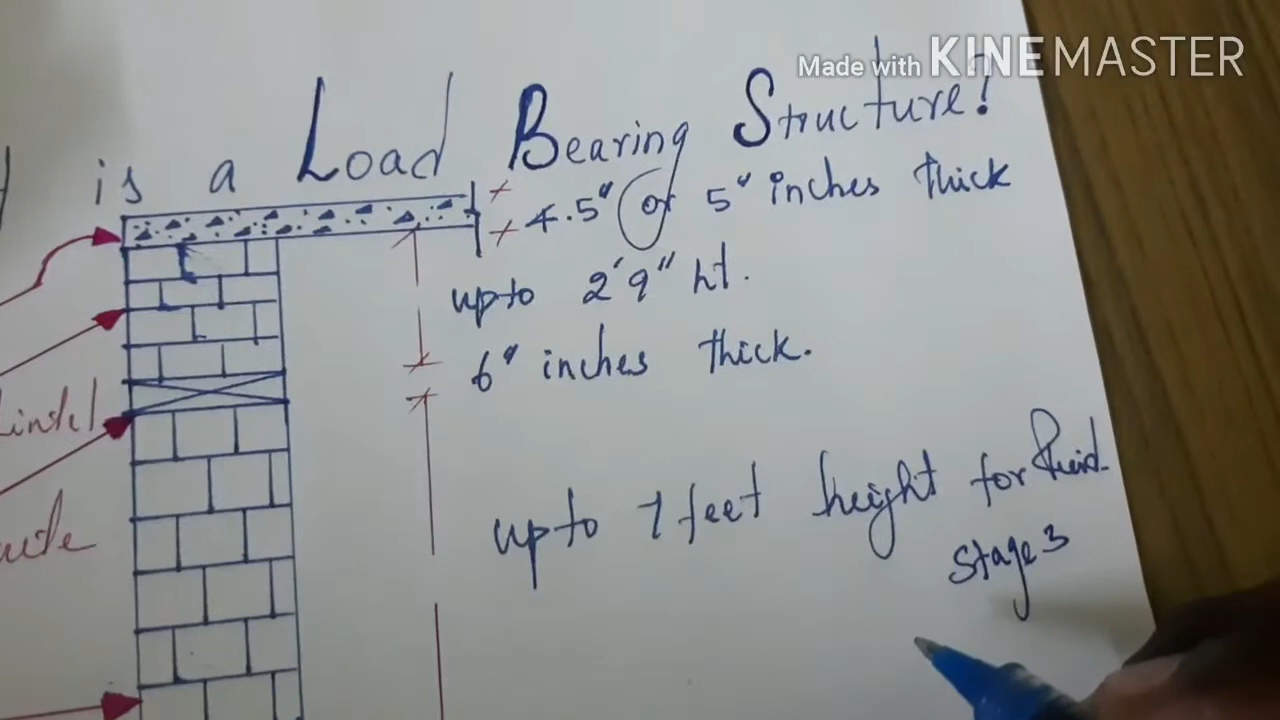 Made with KINEMASTER
is a Load Bearing Structure?
4.5" or 5" inches thick
upto 2'9" ht.
6" inches thick.
upto 7 feet height for
Stage 3